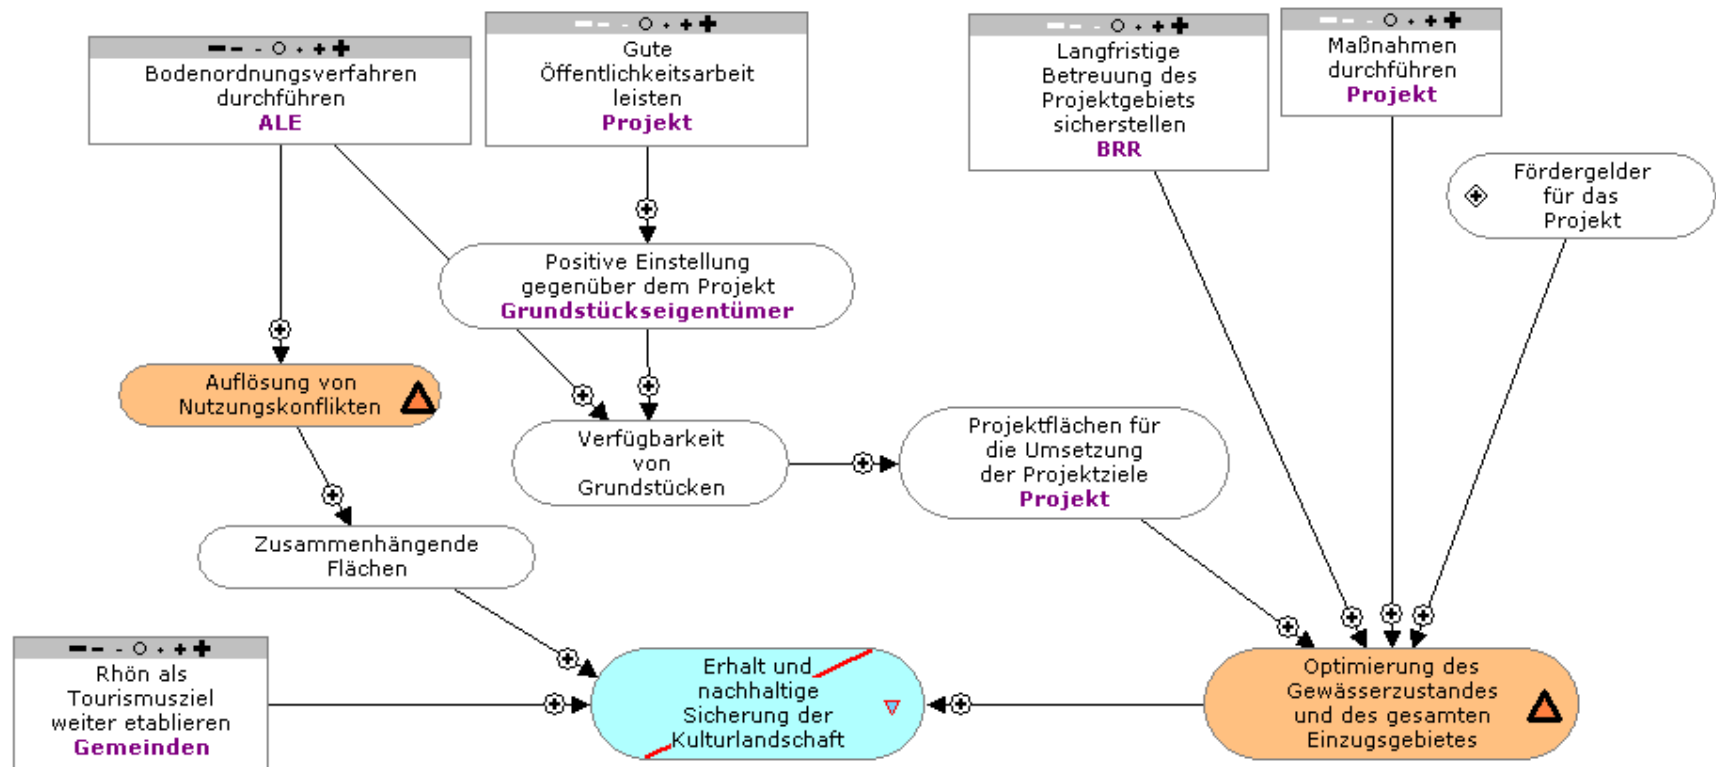 Bodenordnungsverfahren
durchführen
ALE
Gute
Öffentlichkeitsarbeit
leisten
Projekt
Langfristige
Betreuung des
Projektgebiets
sicherstellen
BRR
Maßnahmen
durchführen
Projekt
Fördergelder
für das
Projekt
Positive Einstellung
gegenüber dem Projekt
Grundstückseigentümer
Auflösung von
Nutzungskonflikten
Verfügbarkeit
von
Grundstücken
Projektflächen für
die Umsetzung
der Projektziele
Projekt
Zusammenhängende
Flächen
Rhön als
Tourismusziel
weiter etablieren
Gemeinden
Erhalt und
nachhaltige
Sicherung der
Kulturlandschaft
Optimierung des
Gewässerzustandes
und des gesamten
Einzugsgebietes